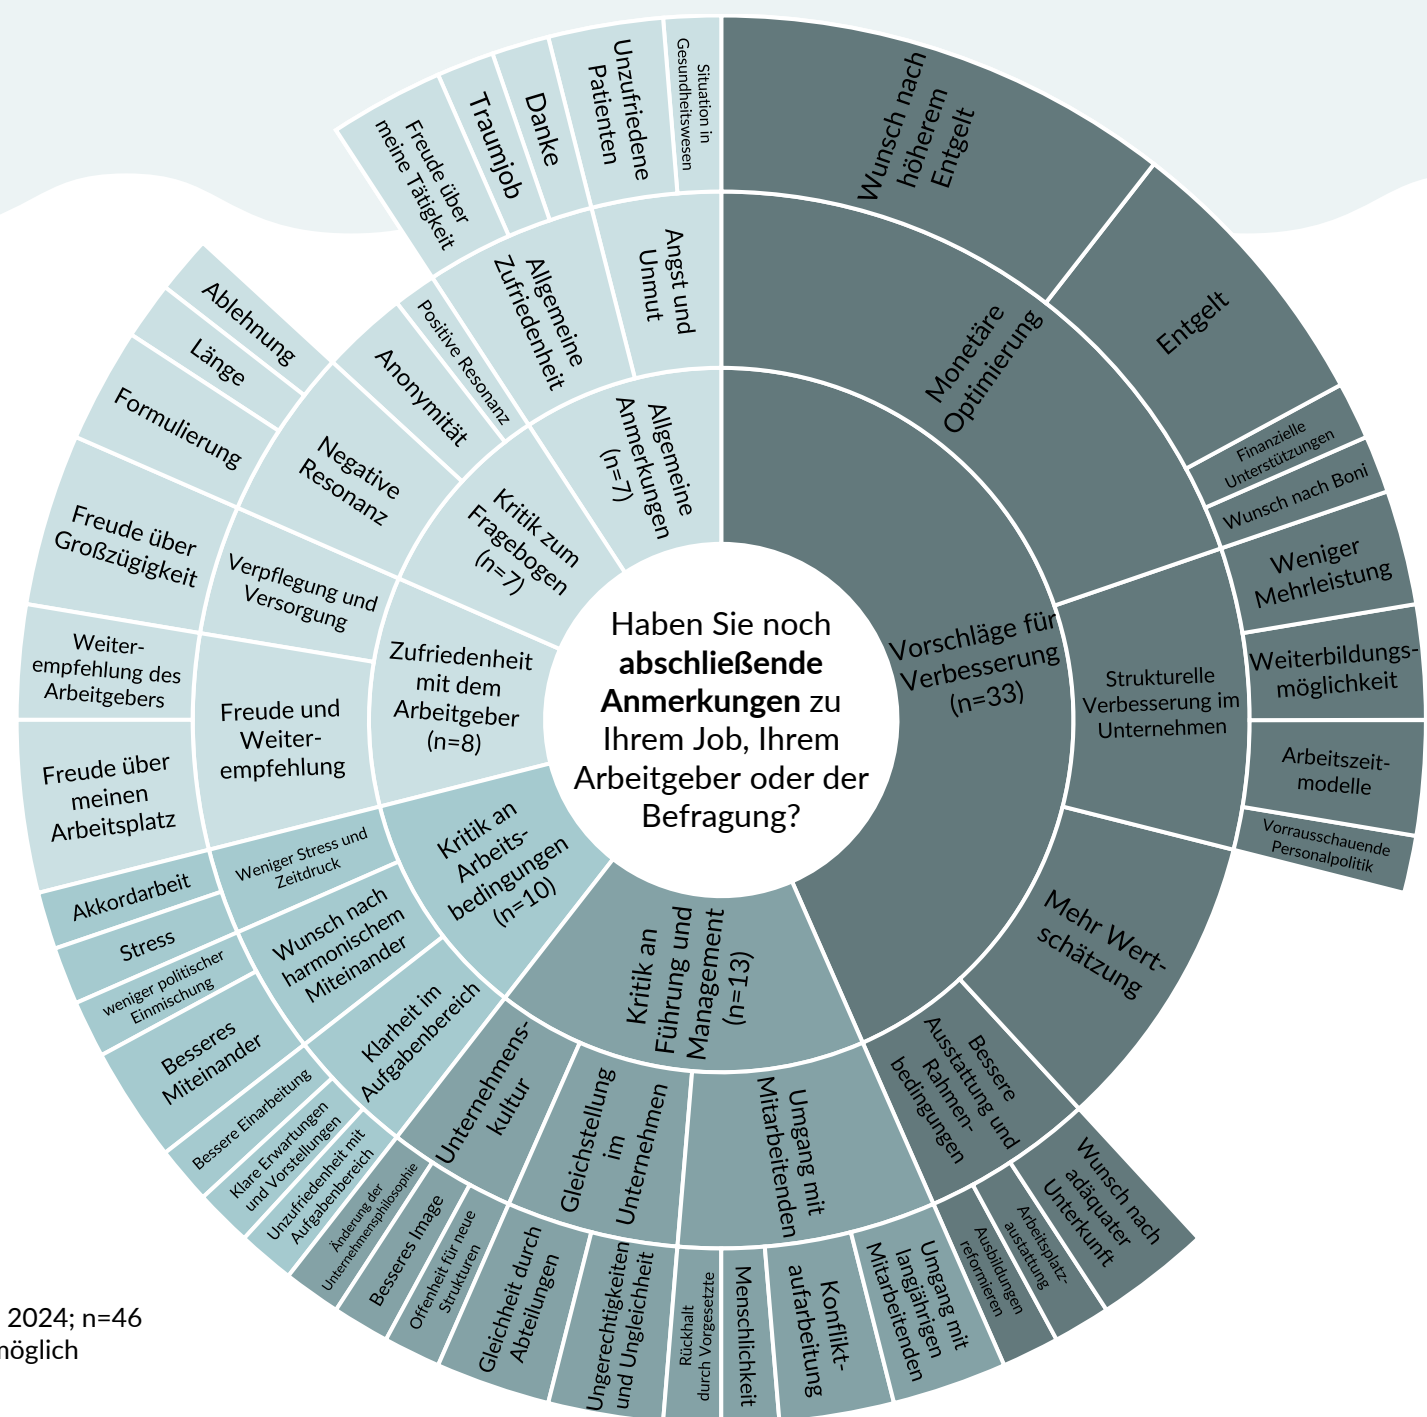 Haben Sie noch
abschließende
Anmerkungen zu
Ihrem Job, Ihrem
Arbeitgeber oder der
Befragung?
Vorschläge für
Verbesserung
(n=33)
Monetäre
Optimierung
Wunsch nach
höherem
Entgelt
Entgelt
Finanzielle
Unterstützungen
Wunsch nach Boni
Strukturelle
Verbesserung im
Unternehmen
Weniger
Mehrleistung
Weiterbildungs-
möglichkeit
Arbeitszeit-
modelle
Vorrausschauende
Personalpolitik
Mehr Wert-
schätzung
Bessere
Ausstattung und
Rahmen-
bedingungen
Wunsch nach
adäquater
Unterkunft
Arbeitsplatz-
austattung
Ausbildungen
reformieren
Kritik an
Führung und
Management
(n=13)
Umgang mit
Mitarbeitenden
Umgang mit
langjährigen
Mitarbeitenden
Konflikt-
aufarbeitung
Menschlichkeit
Rückhalt
durch Vorgesetzte
Gleichstellung
im
Unternehmen
Ungerechtigkeiten
und Ungleichheit
Gleichheit durch
Abteilungen
Unternehmens-
kultur
Offenheit für neue
Strukturen
Besseres Image
Änderung der
Unternehmensphilosophie
Kritik an
Arbeits-
bedingungen
(n=10)
Klarheit im
Aufgabenbereich
Unzufriedenheit mit
Aufgabenbereich
Klare Erwartungen
und Vorstellungen
Bessere Einarbeitung
Wunsch nach
harmonischem
Miteinander
Besseres
Miteinander
weniger politischer
Einmischung
Weniger Stress und
Zeitdruck
Stress
Akkordarbeit
Zufriedenheit
mit dem
Arbeitgeber
(n=8)
Freude und
Weiter-
empfehlung
Freude über
meinen
Arbeitsplatz
Weiter-
empfehlung des
Arbeitgebers
Verpflegung und
Versorgung
Freude über
Großzügigkeit
Kritik zum
Fragebogen
(n=7)
Negative
Resonanz
Formulierung
Länge
Ablehnung
Anonymität
Positive Resonanz
Allgemeine
Anmerkungen
(n=7)
Allgemeine
Zufriedenheit
Freude über
meine Tätigkeit
Traumjob
Danke
Angst und
Unmut
Unzufriedene
Patienten
Situation in
Gesundheitswesen
2024; n=46
möglich